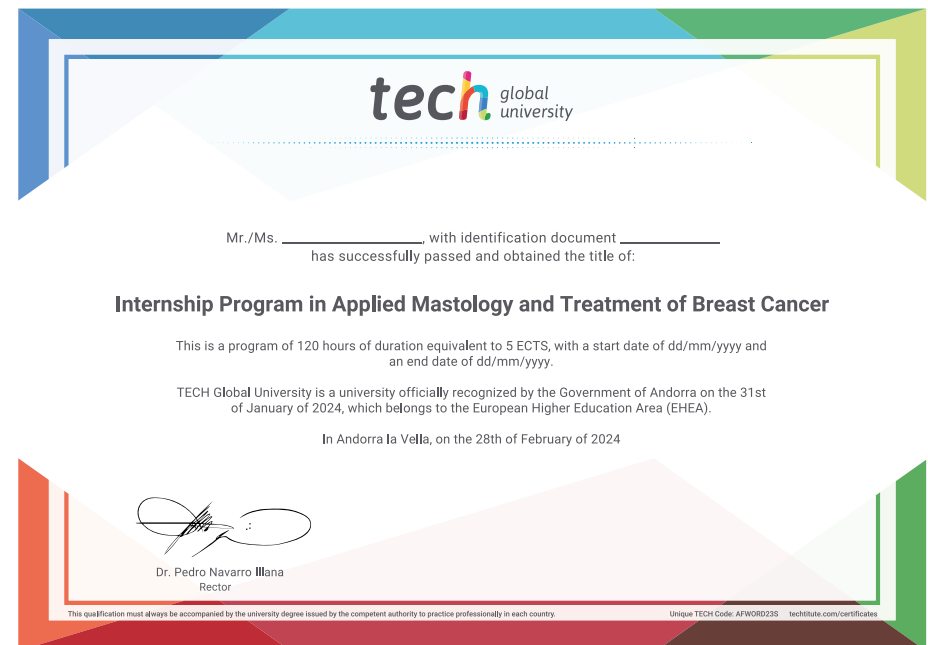 tech global university
Mr./Ms. ____________________, with identification document ______________
has successfully passed and obtained the title of:
Internship Program in Applied Mastology and Treatment of Breast Cancer
This is a program of 120 hours of duration equivalent to 5 ECTS, with a start date of dd/mm/yyyy and
an end date of dd/mm/yyyy.
TECH Global University is a university officially recognized by the Government of Andorra on the 31st
of January of 2024, which belongs to the European Higher Education Area (EHEA).
In Andorra la Vella, on the 28th of February of 2024
Dr. Pedro Navarro Illana
Rector
This qualification must always be accompanied by the university degree issued by the competent authority to practice professionally in each country.
Unique TECH Code: AFWORD23S techtitute.com/certificates